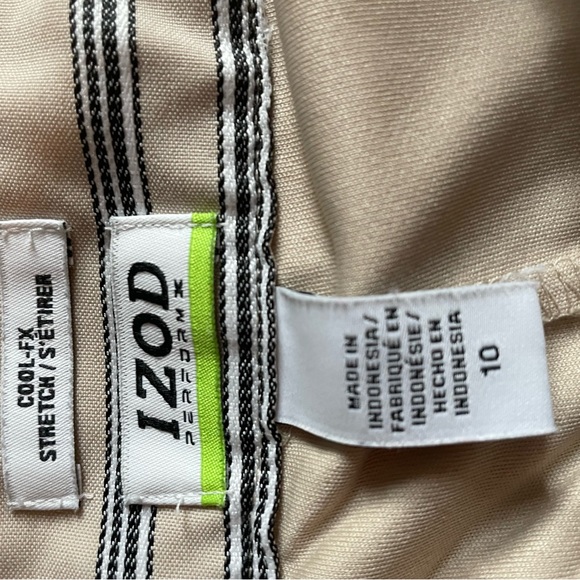 COOL-FX
STRETCH / S'ÉTIRER
IZOD
PERFORM X
MADE IN
INDONESIA /
FABRIQUÉ EN
INDONÉSIE /
HECHO EN
INDONESIA
10